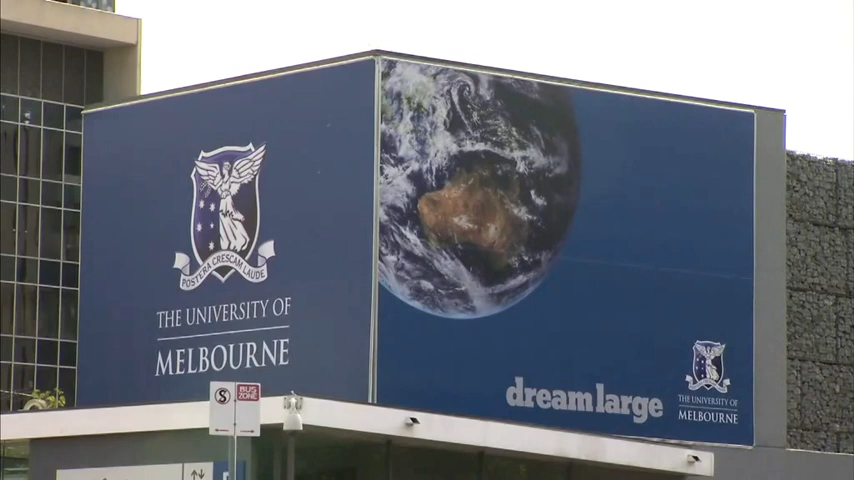 POSTERA CRESCAM LAUDE
THE UNIVERSITY OF
MELBOURNE
dream large
THE UNIVERSITY OF
MELBOURNE
S
BUS
ZONE